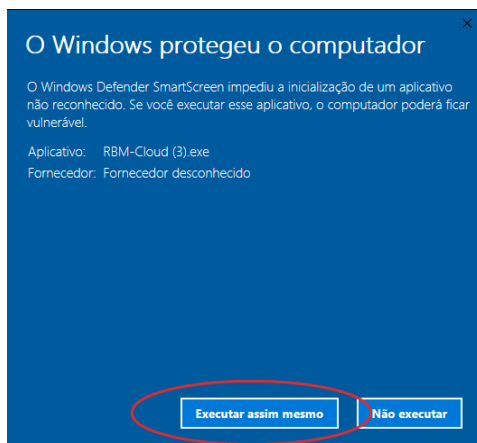 O Windows protegeu o computador
O Windows Defender SmartScreen impediu a inicialização de um aplicativo
não reconhecido. Se você executar esse aplicativo, o computador poderá ficar
vulnerável.
Aplicativo: RBM-Cloud (3).exe
Fornecedor: Fornecedor desconhecido
Executar assim mesmo Não executar